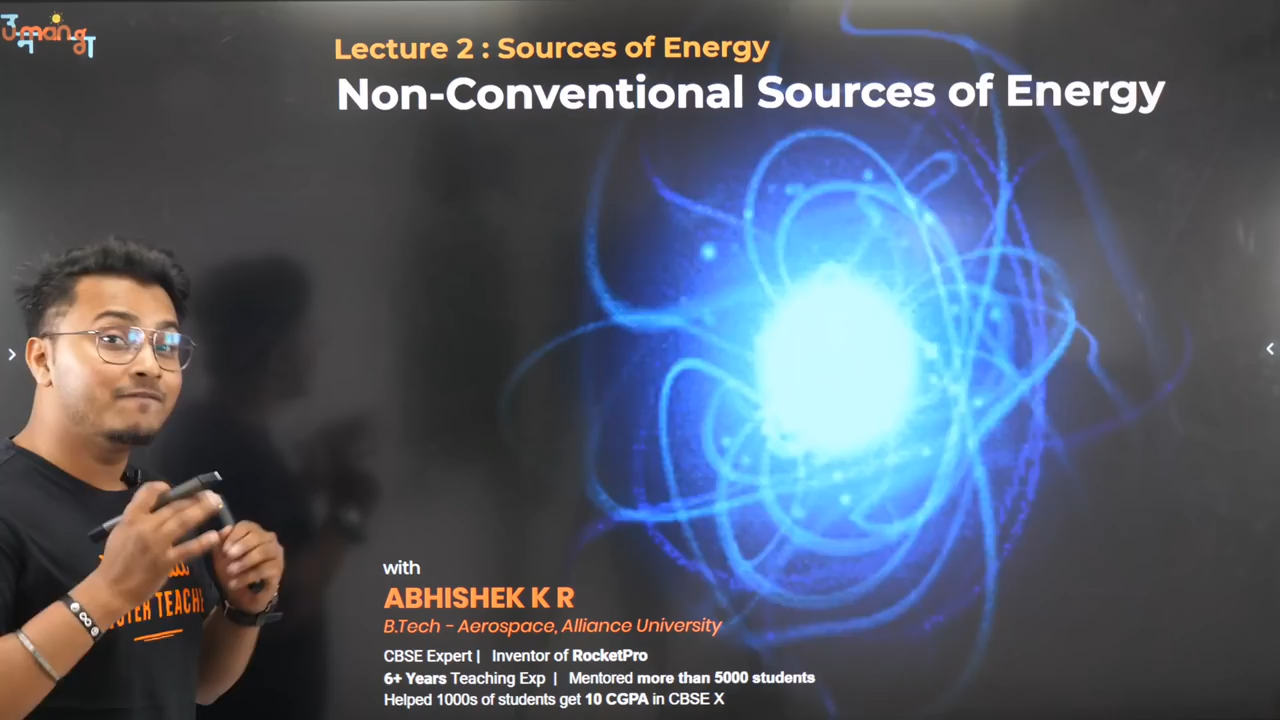 उमंग
umang
Lecture 2 : Sources of Energy
Non-Conventional Sources of Energy
with
ABHISHEK K R
B.Tech - Aerospace, Alliance University
CBSE Expert | Inventor of RocketPro
6+ Years Teaching Exp | Mentored more than 5000 students
Helped 1000s of students get 10 CGPA in CBSE X